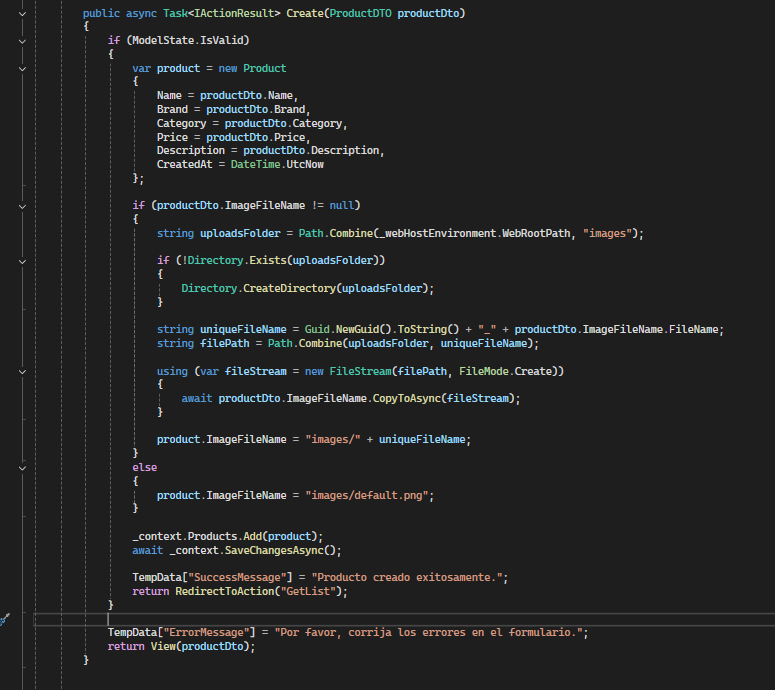 public async Task<IActionResult> Create(ProductDTO productDto)
{
if (ModelState.IsValid)
{
var product = new Product
{
Name = productDto.Name,
Brand = productDto.Brand,
Category = productDto.Category,
Price = productDto.Price,
Description = productDto.Description,
CreatedAt = DateTime.UtcNow
};
if (productDto.ImageFileName != null)
{
string uploadsFolder = Path.Combine(_webHostEnvironment.WebRootPath, "images");
if (!Directory.Exists(uploadsFolder))
{
Directory.CreateDirectory(uploadsFolder);
}
string uniqueFileName = Guid.NewGuid().ToString() + "_" + productDto.ImageFileName.FileName;
string filePath = Path.Combine(uploadsFolder, uniqueFileName);
using (var fileStream = new FileStream(filePath, FileMode.Create))
{
await productDto.ImageFileName.CopyToAsync(fileStream);
}
product.ImageFileName = "images/" + uniqueFileName;
}
else
{
product.ImageFileName = "images/default.png";
}
_context.Products.Add(product);
await _context.SaveChangesAsync();
TempData["SuccessMessage"] = "Producto creado exitosamente.";
return RedirectToAction("GetList");
}
TempData["ErrorMessage"] = "Por favor, corrija los errores en el formulario.";
return View(productDto);
}